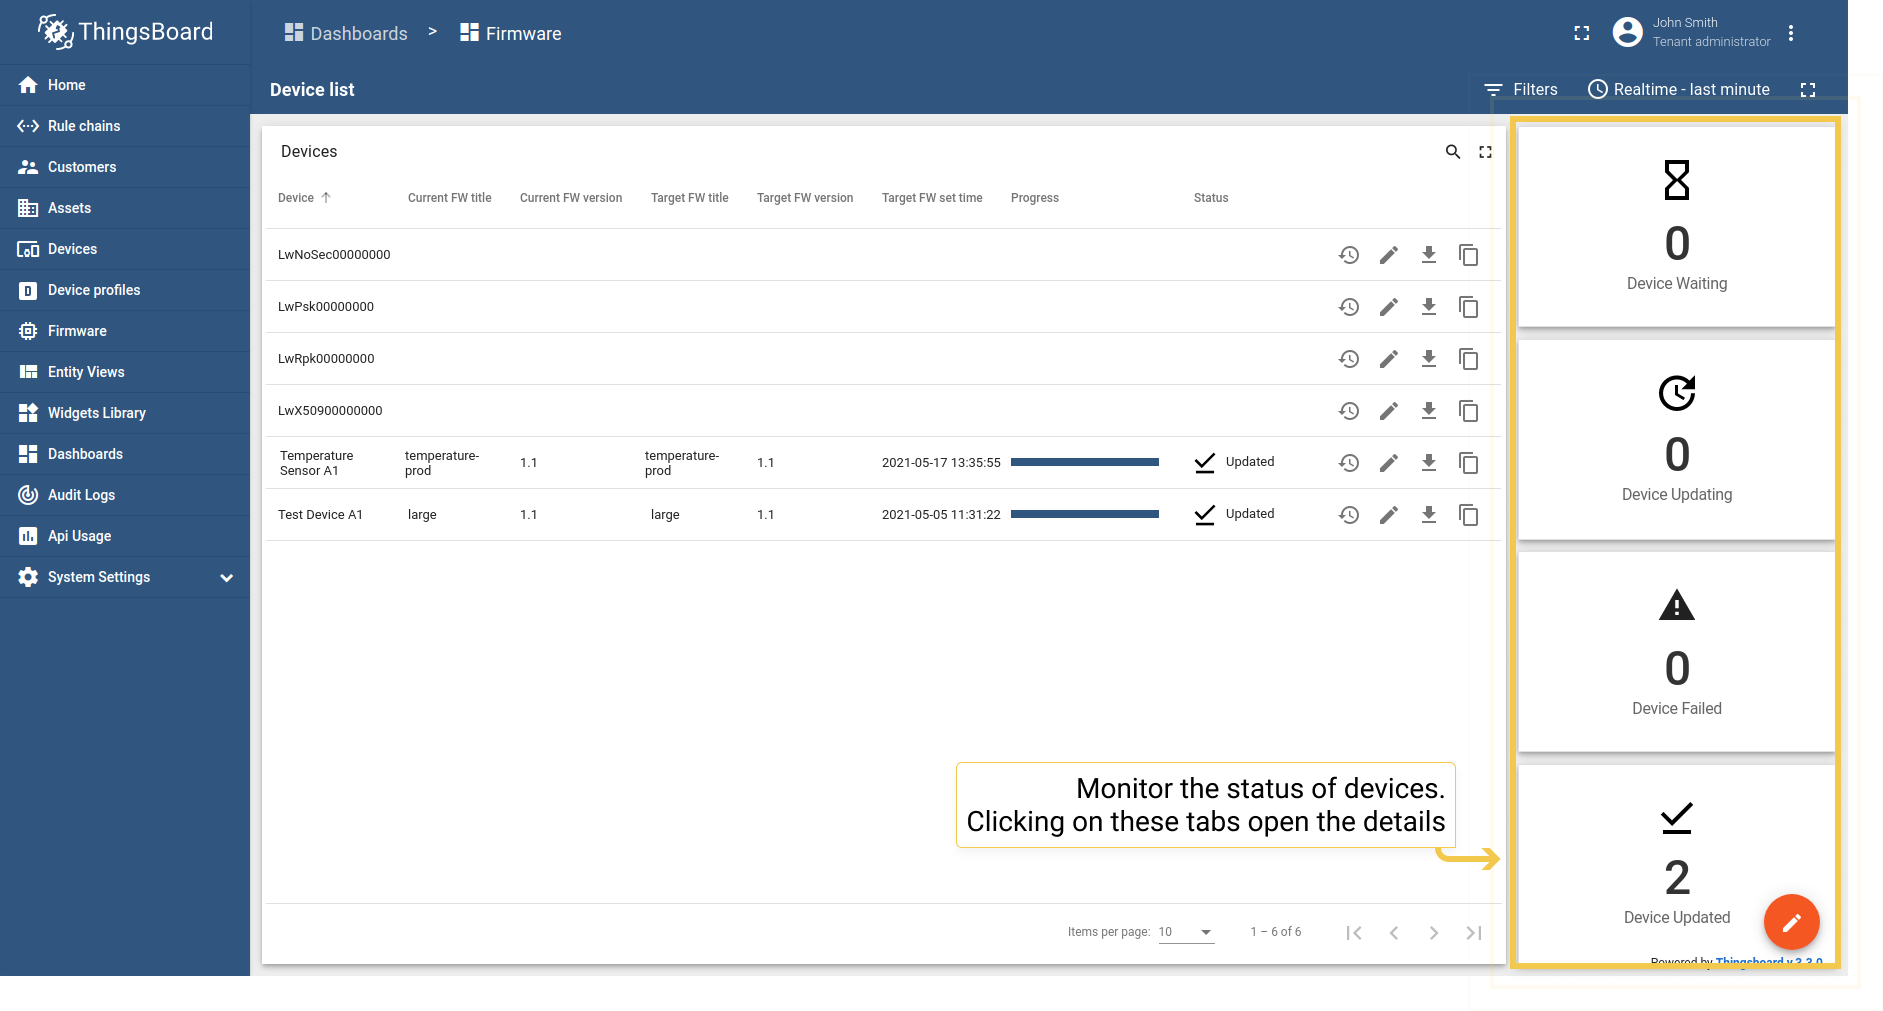 ThingsBoard
Dashboards > Firmware
John Smith
Tenant administrator
Device list
Filters
Realtime - last minute
Home
Rule chains
Customers
Assets
Devices
Device profiles
Firmware
Entity Views
Widgets Library
Dashboards
Audit Logs
Api Usage
System Settings
Devices
Device Current FW title Current FW version Target FW title Target FW version Target FW set time Progress Status
LwNoSec00000000
LwPsk00000000
LwRpk00000000
LwX50900000000
Temperature Sensor A1 temperature-prod 1.1 temperature-prod 1.1 2021-05-17 13:35:55 Updated
Test Device A1 large 1.1 large 1.1 2021-05-05 11:31:22 Updated
Monitor the status of devices.
Clicking on these tabs open the details
Items per page: 10 1 – 6 of 6
0
Device Waiting
0
Device Updating
0
Device Failed
2
Device Updated
Powered by Thingsboard v.3.3.0